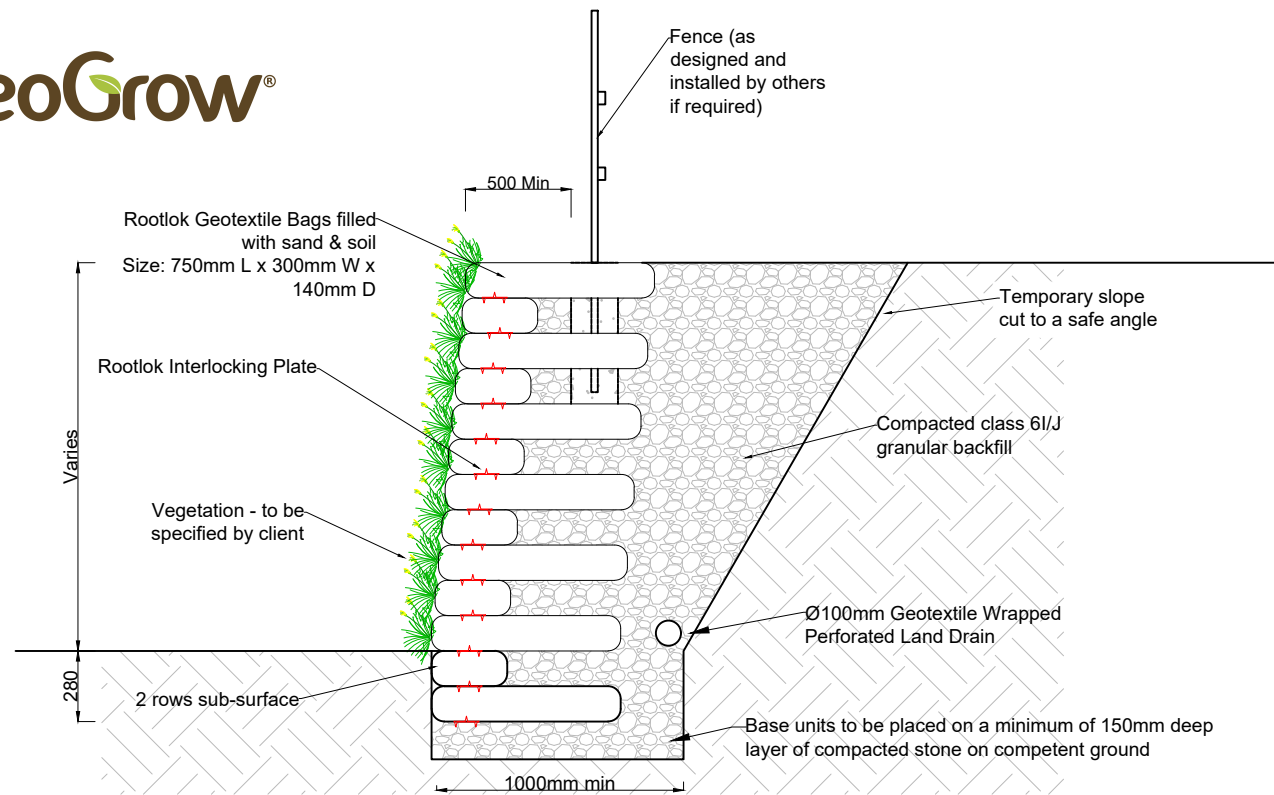 eoGrow®
Fence (as
designed and
installed by others
if required)
500 Min
Rootlok Geotextile Bags filled
with sand & soil
Size: 750mm L x 300mm W x
140mm D
Temporary slope
cut to a safe angle
Rootlok Interlocking Plate
Compacted class 6I/J
granular backfill
Varies
Vegetation - to be
specified by client
Ø100mm Geotextile Wrapped
Perforated Land Drain
280
2 rows sub-surface
Base units to be placed on a minimum of 150mm deep
layer of compacted stone on competent ground
1000mm min